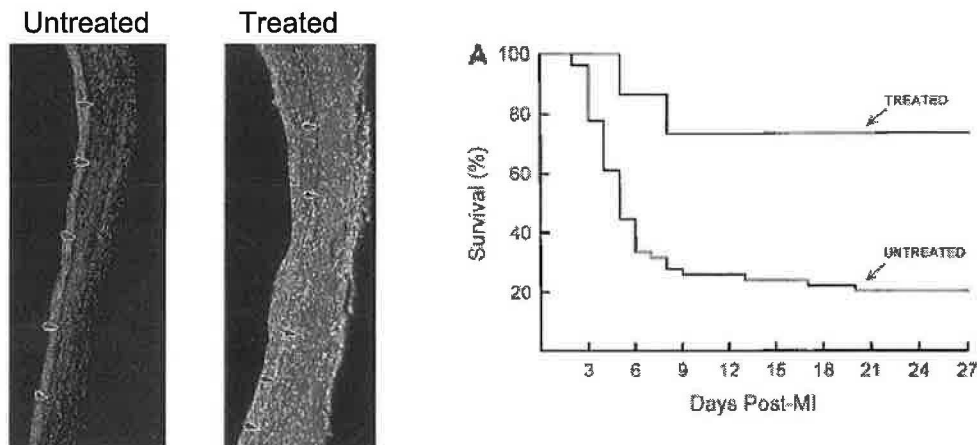 Untreated
Treated
A
100
80
60
40
20
Survival (%)
TREATED
UNTREATED
3 6 9 12 15 18 21 24 27
Days Post-MI